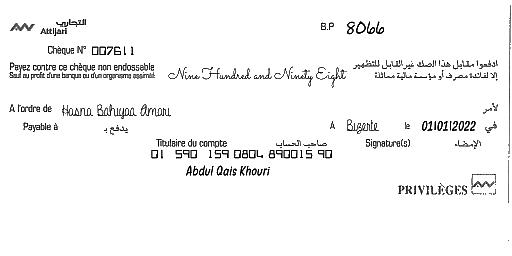 التجاري
Attijari
B.P 8066
Chèque N° 007611
Payez contre ce chèque non endossable
Sauf au profit d'une banque ou d'un organisme assimilé
Nine Hundred and Ninety Eight
ادفعوا مقابل هذا الصك غير القابل للتظهير
إلا لفائدة مصرف أو مؤسسة مالية مماثلة
A l'ordre de Hasna Bahiyaa Amori لأمر
Payable à يدفع بـ A Bizerte le 01/01/2022 في
Titulaire du compte صاحب الحساب Signature(s) الإمضاء
01 590 159 0804 890015 90
Abdul Qais Khouri
PRIVILÈGES